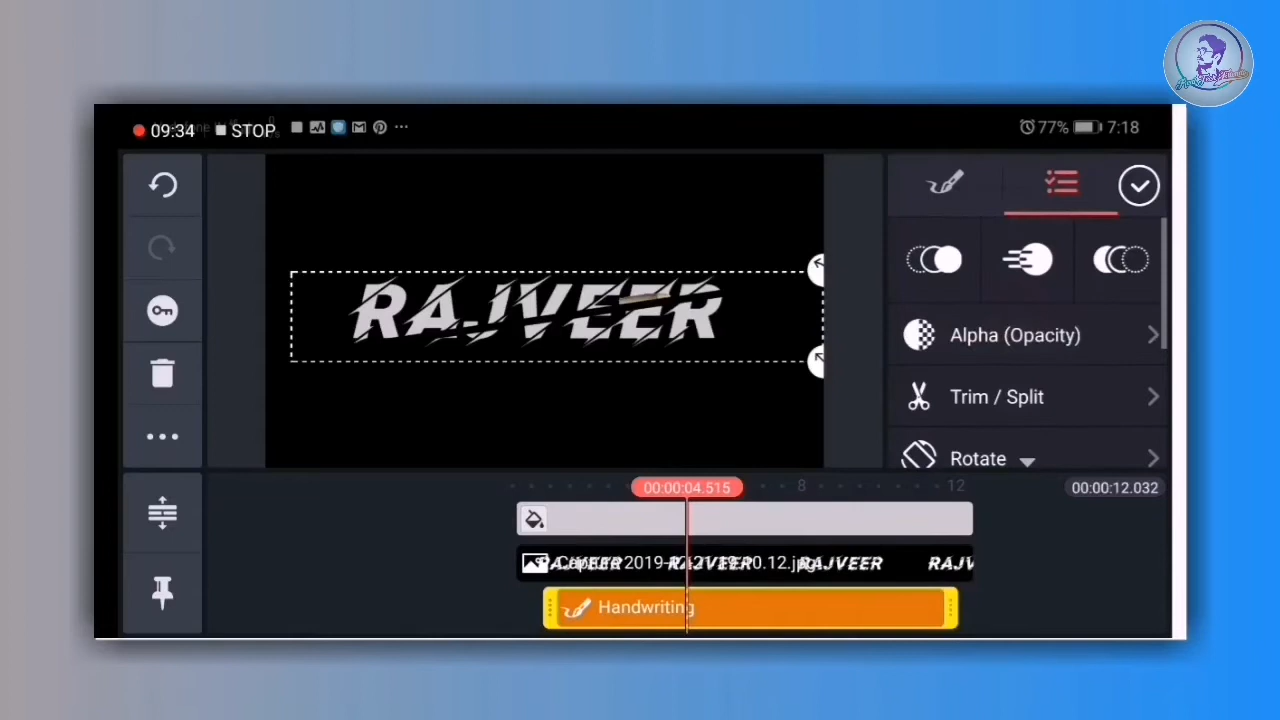 09:34 STOP
77% 7:18
RAJVEER
Alpha (Opacity)
Trim / Split
Rotate
00:00:04.515
8
12
00:00:12.032
RAJVEER RAJVEER RAJVEER RAJV
Handwriting